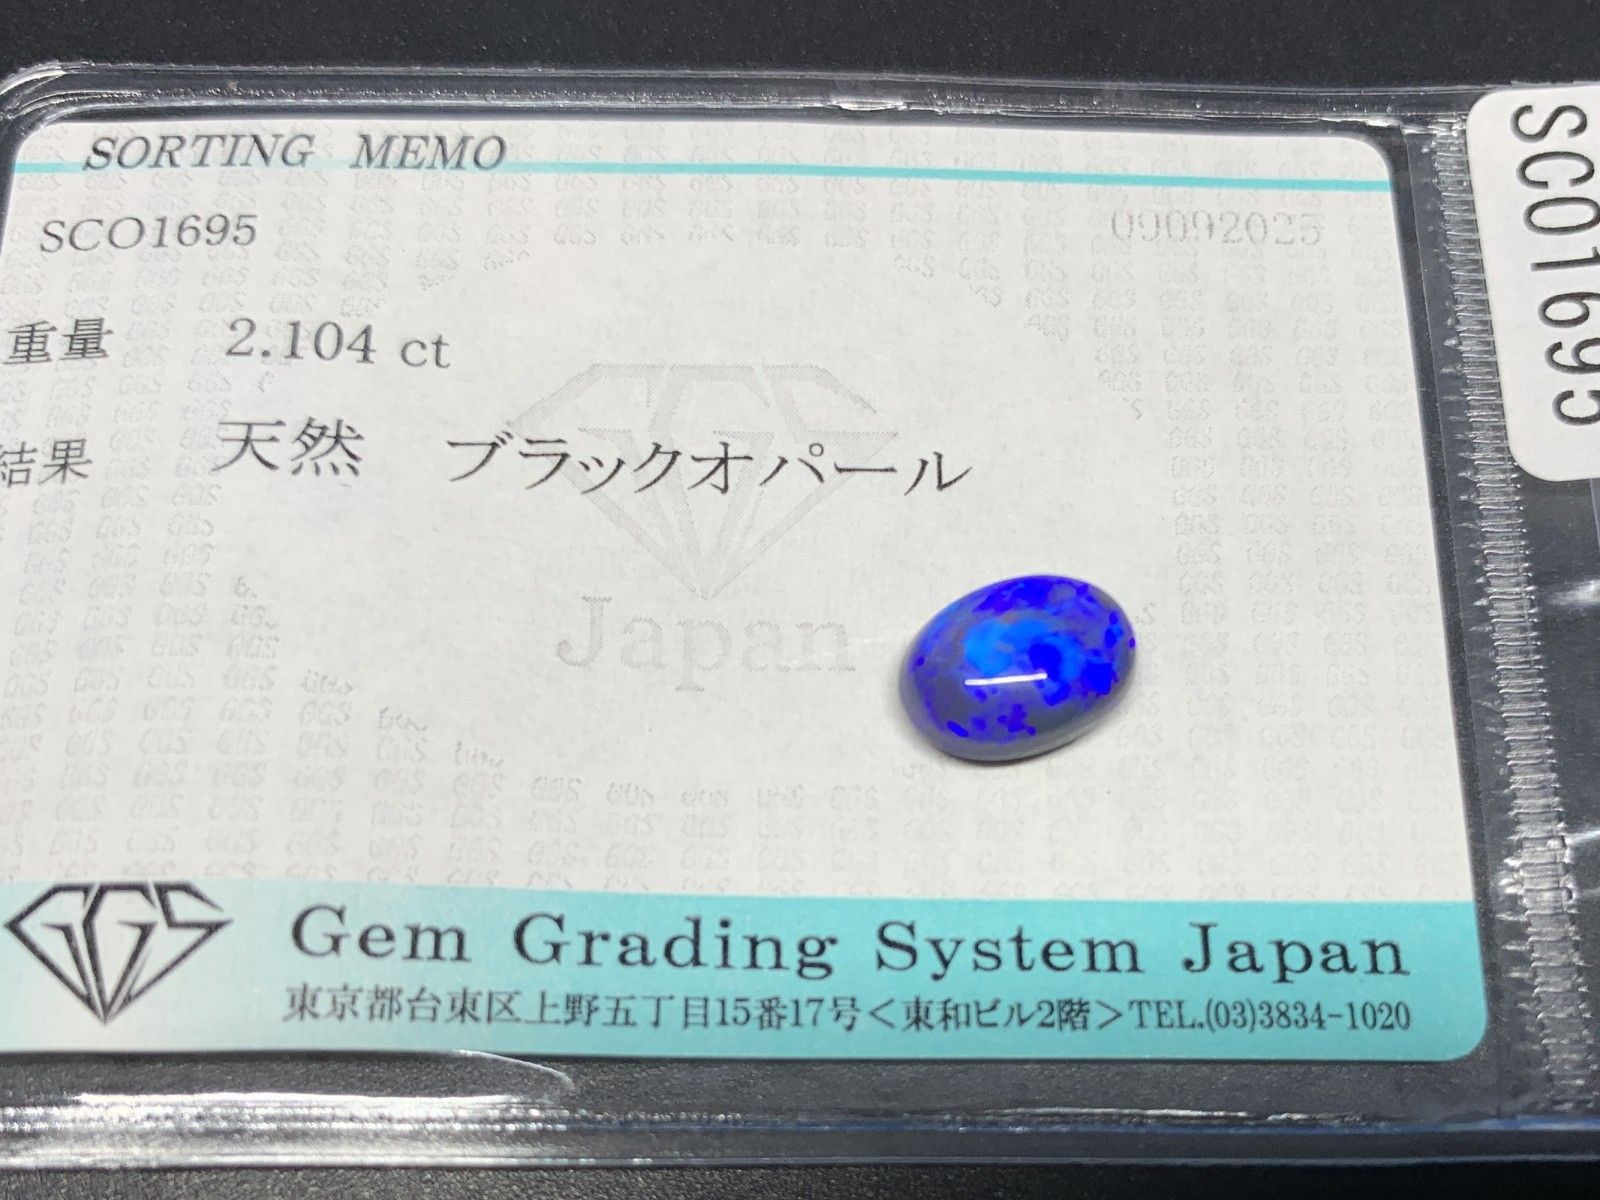 SORTING MEMO
SCO1695 09092025
重量 2.104 ct
結果 天然 ブラックオパール
Japan
GGS Gem Grading System Japan
東京都台東区上野五丁目15番17号＜東和ビル2階＞TEL.(03)3834-1020
SCO1695